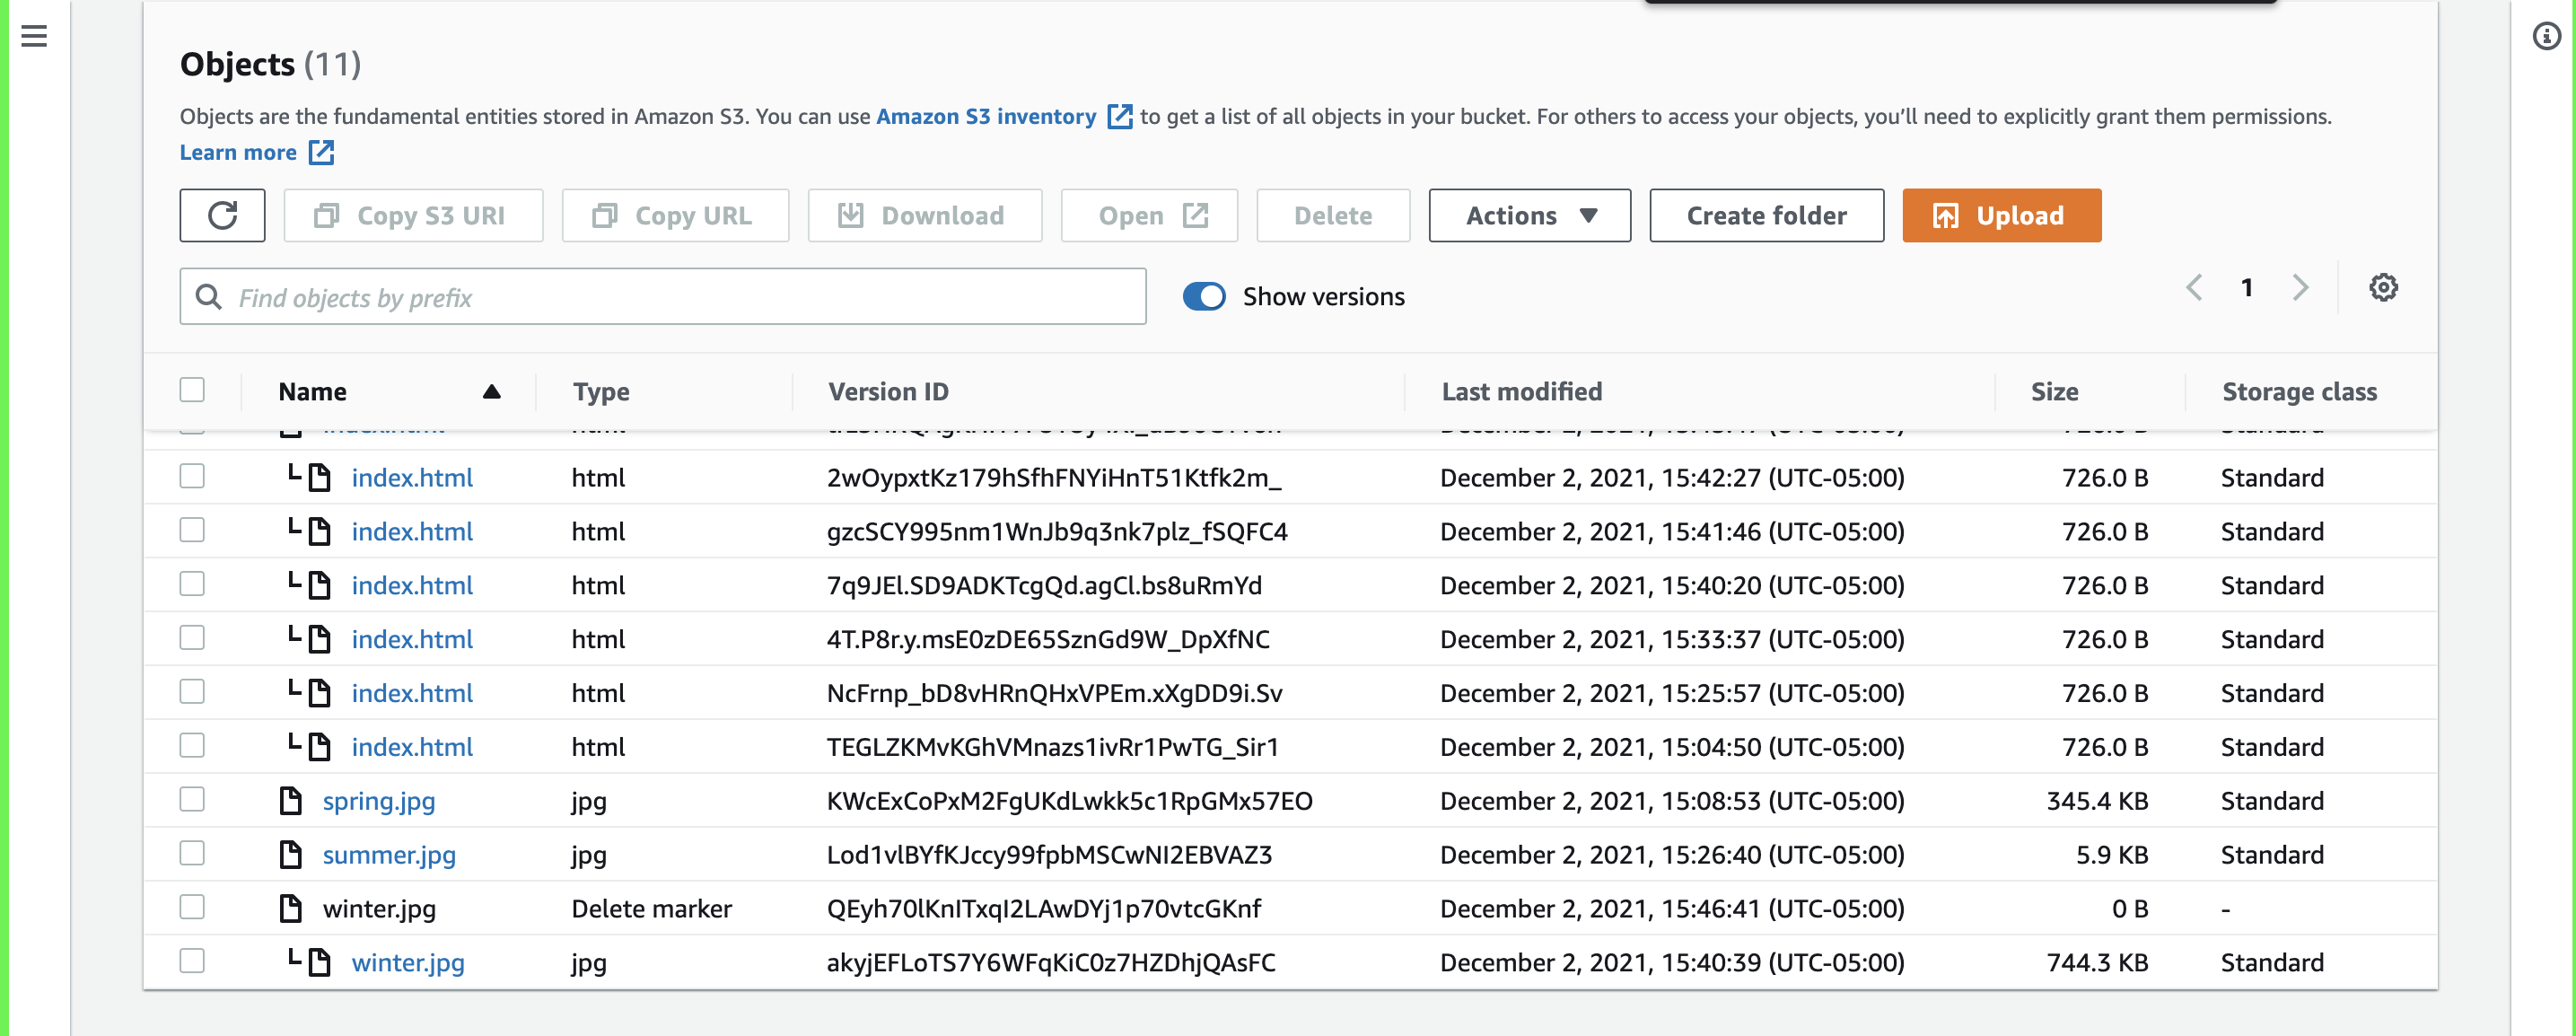 Objects (11)
Objects are the fundamental entities stored in Amazon S3. You can use Amazon S3 inventory to get a list of all objects in your bucket. For others to access your objects, you'll need to explicitly grant them permissions.
Learn more
Copy S3 URI Copy URL Download Open Delete Actions Create folder Upload
Find objects by prefix Show versions 1
Name Type Version ID Last modified Size Storage class
index.html html 2wOypxtKz179hSfhFNYiHnT51Ktfk2m_ December 2, 2021, 15:42:27 (UTC-05:00) 726.0 B Standard
index.html html gzcSCY995nm1WnJb9q3nk7plz_fSQFC4 December 2, 2021, 15:41:46 (UTC-05:00) 726.0 B Standard
index.html html 7q9JEl.SD9ADKTcgQd.agCl.bs8uRmYd December 2, 2021, 15:40:20 (UTC-05:00) 726.0 B Standard
index.html html 4T.P8r.y.msE0zDE65SznGd9W_DpXfNC December 2, 2021, 15:33:37 (UTC-05:00) 726.0 B Standard
index.html html NcFrnp_bD8vHRnQHxVPEm.xXgDD9i.Sv December 2, 2021, 15:25:57 (UTC-05:00) 726.0 B Standard
index.html html TEGLZKMvKGhVMnazs1ivRr1PwTG_Sir1 December 2, 2021, 15:04:50 (UTC-05:00) 726.0 B Standard
spring.jpg jpg KWcExCoPxM2FgUKdLwkk5c1RpGMx57EO December 2, 2021, 15:08:53 (UTC-05:00) 345.4 KB Standard
summer.jpg jpg Lod1vlBYfKJccy99fpbMSCwNI2EBVAZ3 December 2, 2021, 15:26:40 (UTC-05:00) 5.9 KB Standard
winter.jpg Delete marker QEyh70lKnITxqI2LAwDYj1p70vtcGKnf December 2, 2021, 15:46:41 (UTC-05:00) 0 B -
winter.jpg jpg akyjEFLoTS7Y6WFqKiC0z7HZDhjQAsFC December 2, 2021, 15:40:39 (UTC-05:00) 744.3 KB Standard